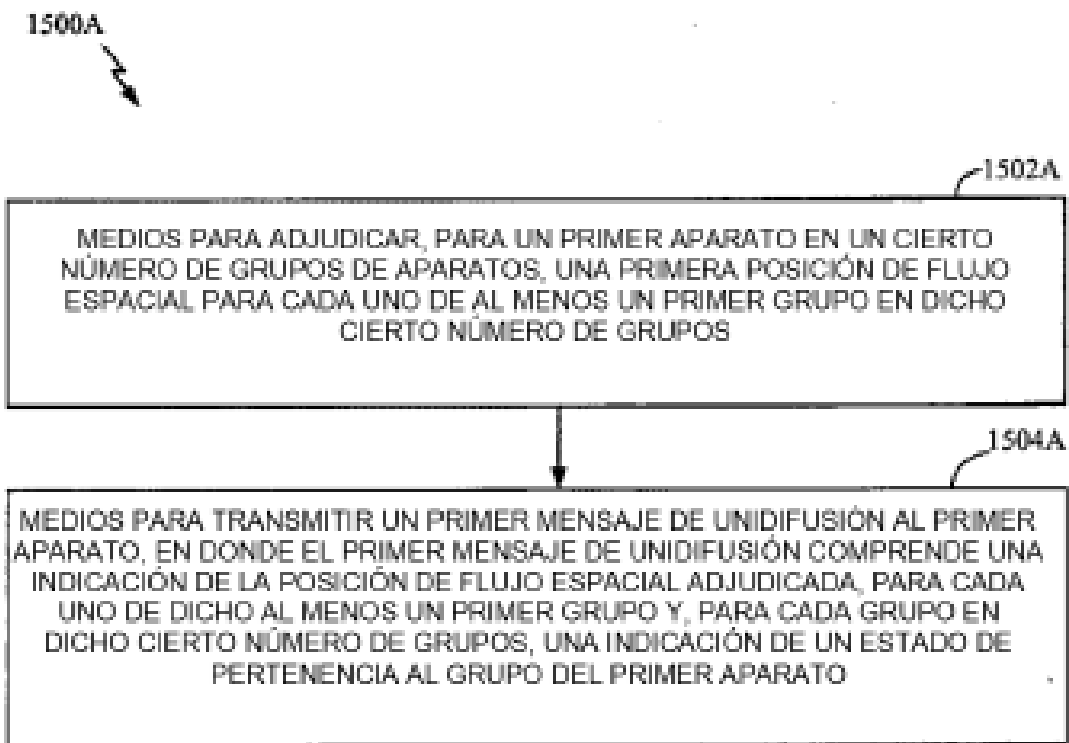 1500A
1502A
MEDIOS PARA ADJUDICAR, PARA UN PRIMER APARATO EN UN CIERTO
NÚMERO DE GRUPOS DE APARATOS, UNA PRIMERA POSICIÓN DE FLUJO
ESPACIAL PARA CADA UNO DE AL MENOS UN PRIMER GRUPO EN DICHO
CIERTO NÚMERO DE GRUPOS
1504A
MEDIOS PARA TRANSMITIR UN PRIMER MENSAJE DE UNIDIFUSIÓN AL PRIMER
APARATO, EN DONDE EL PRIMER MENSAJE DE UNIDIFUSIÓN COMPRENDE UNA
INDICACIÓN DE LA POSICIÓN DE FLUJO ESPACIAL ADJUDICADA, PARA CADA
UNO DE DICHO AL MENOS UN PRIMER GRUPO Y, PARA CADA GRUPO EN
DICHO CIERTO NÚMERO DE GRUPOS, UNA INDICACIÓN DE UN ESTADO DE
PERTENENCIA AL GRUPO DEL PRIMER APARATO